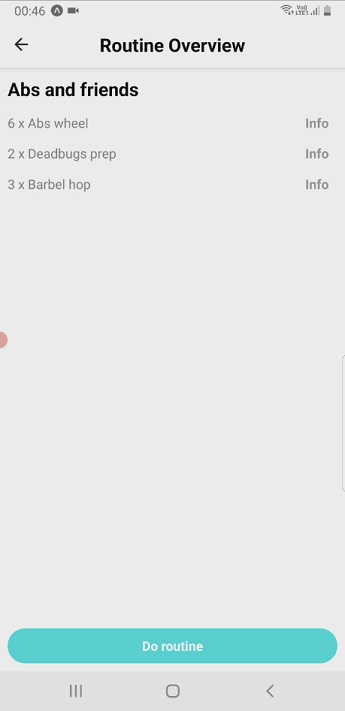 00:46 VoI) LTE1
Routine Overview
Abs and friends
6 x Abs wheel Info
2 x Deadbugs prep Info
3 x Barbel hop Info
Do routine